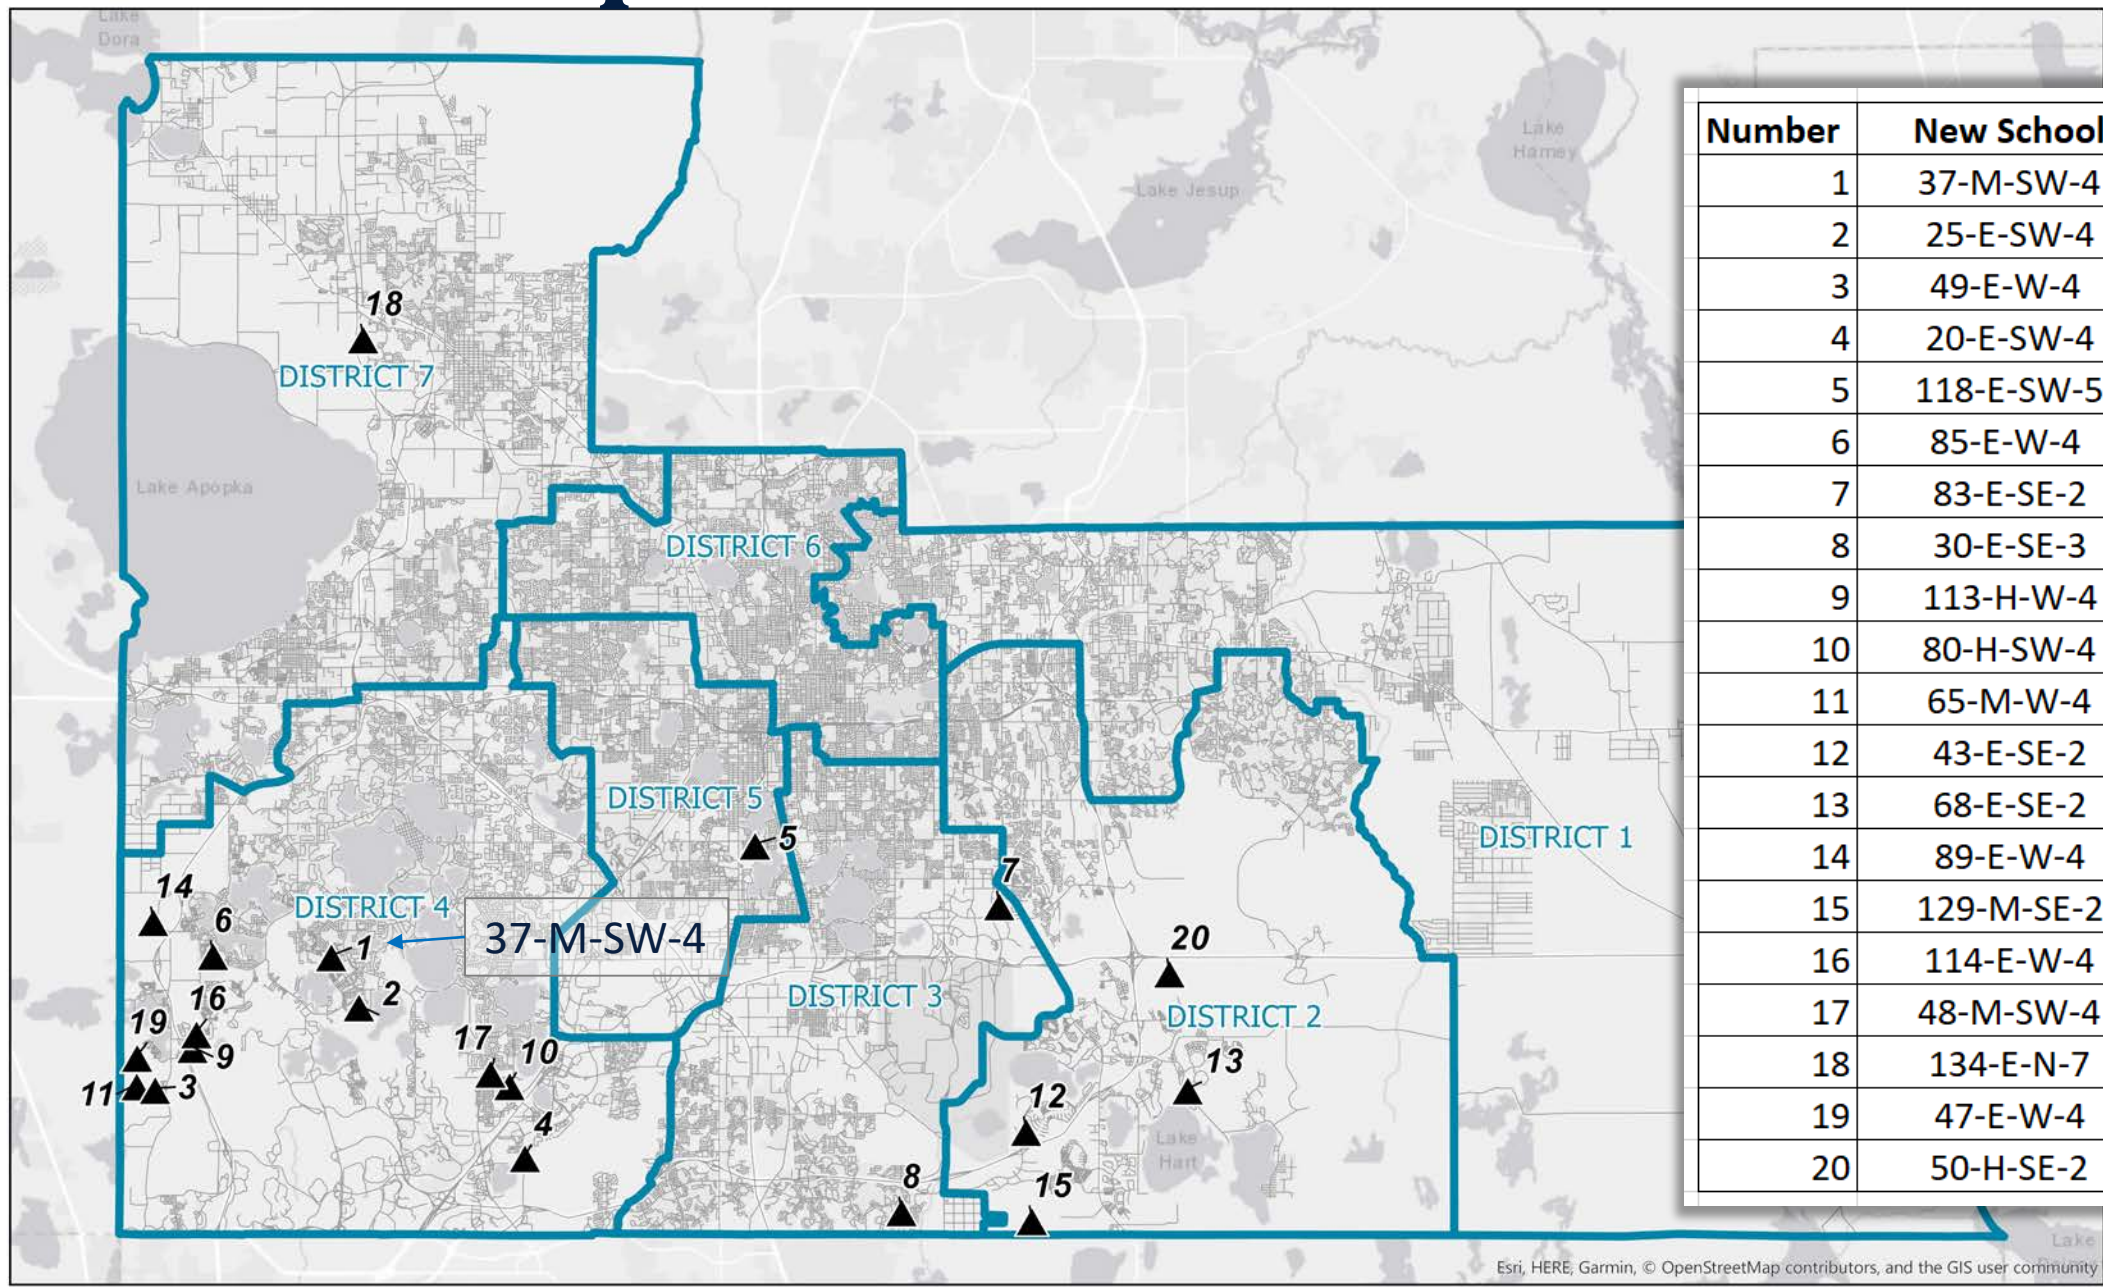 Lake
Dora
Lake
Harney
Lake Jesup
18
DISTRICT 7
Lake Apopka
DISTRICT 6
DISTRICT 5
5
DISTRICT 1
7
14
DISTRICT 4
6
1
37-M-SW-4
20
2
16
DISTRICT 3
DISTRICT 2
19
17
10
9
13
11
3
12
4
Lake
Hart
8
15
Lake
Number New School
1 37-M-SW-4
2 25-E-SW-4
3 49-E-W-4
4 20-E-SW-4
5 118-E-SW-5
6 85-E-W-4
7 83-E-SE-2
8 30-E-SE-3
9 113-H-W-4
10 80-H-SW-4
11 65-M-W-4
12 43-E-SE-2
13 68-E-SE-2
14 89-E-W-4
15 129-M-SE-2
16 114-E-W-4
17 48-M-SW-4
18 134-E-N-7
19 47-E-W-4
20 50-H-SE-2
Esri, HERE, Garmin, © OpenStreetMap contributors, and the GIS user community